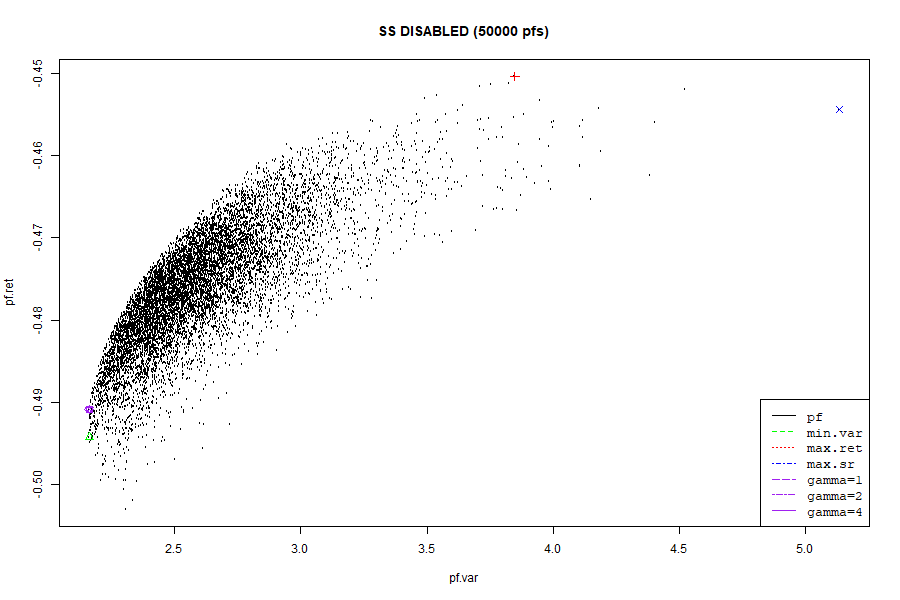 SS DISABLED (50000 pfs)
-0.45
-0.46
-0.47
-0.48
-0.49
-0.50
pf.ret
2.5 3.0 3.5 4.0 4.5 5.0
pf.var
pf
min.var
max.ret
max.sr
gamma=1
gamma=2
gamma=4